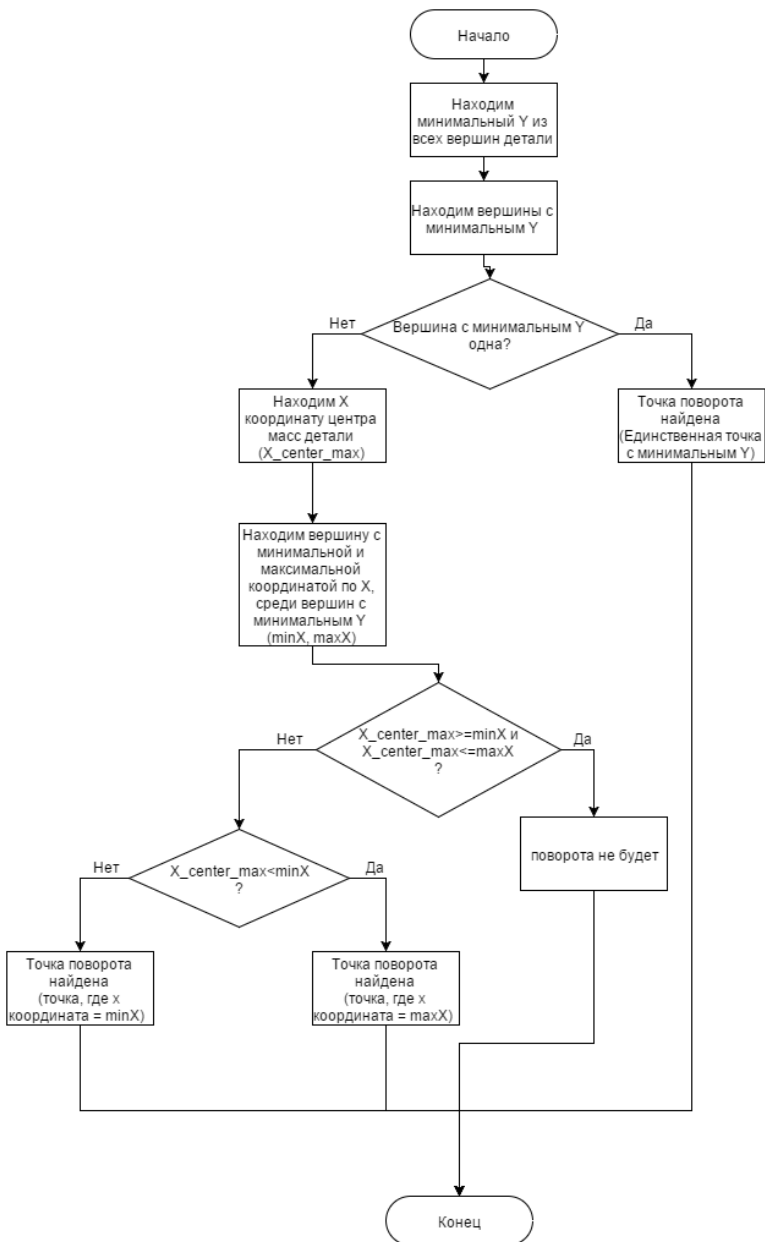 Начало
Находим
минимальный Y из
всех вершин детали
Находим вершины с
минимальным Y
Вершина с минимальным Y
одна?
Нет
Да
Находим X
координату центра
масс детали
(X_center_max)
Точка поворота
найдена
(Единственная точка
с минимальным Y)
Находим вершину с
минимальной и
максимальной
координатой по X,
среди вершин с
минимальным Y
(minX, maxX)
X_center_max>=minX и
X_center_max<=maxX
?
Нет
Да
поворота не будет
X_center_max<minX
?
Нет
Да
Точка поворота
найдена
(точка, где x
координата = minX)
Точка поворота
найдена
(точка, где x
координата = maxX)
Конец